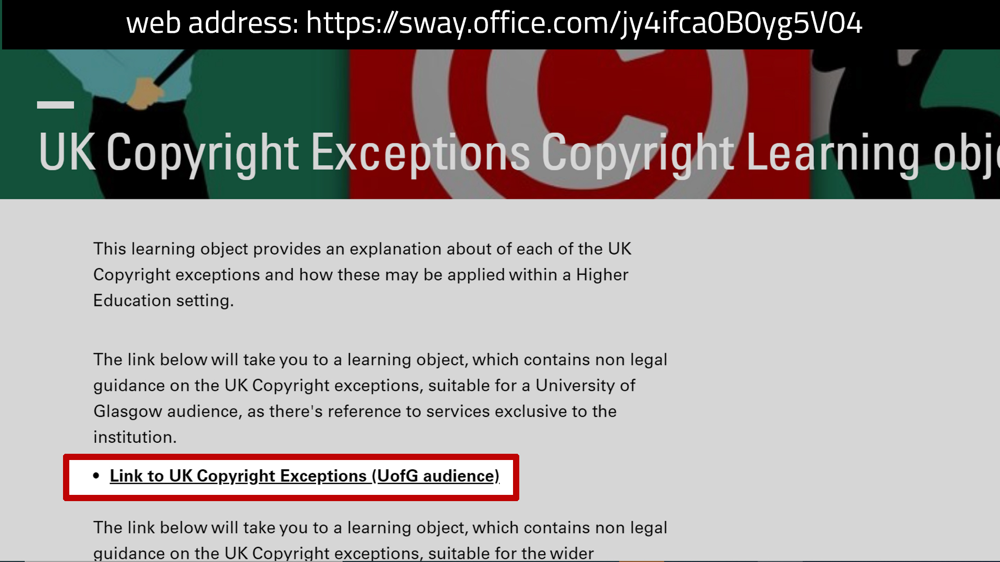 web address: https://sway.office.com/jy4ifca0B0yg5V04
UK Copyright Exceptions Copyright Learning obje
This learning object provides an explanation about of each of the UK
Copyright exceptions and how these may be applied within a Higher
Education setting.
The link below will take you to a learning object, which contains non legal
guidance on the UK Copyright exceptions, suitable for a University of
Glasgow audience, as there's reference to services exclusive to the
institution.
• Link to UK Copyright Exceptions (UofG audience)
The link below will take you to a learning object, which contains non legal
guidance on the UK Copyright exceptions, suitable for the wider